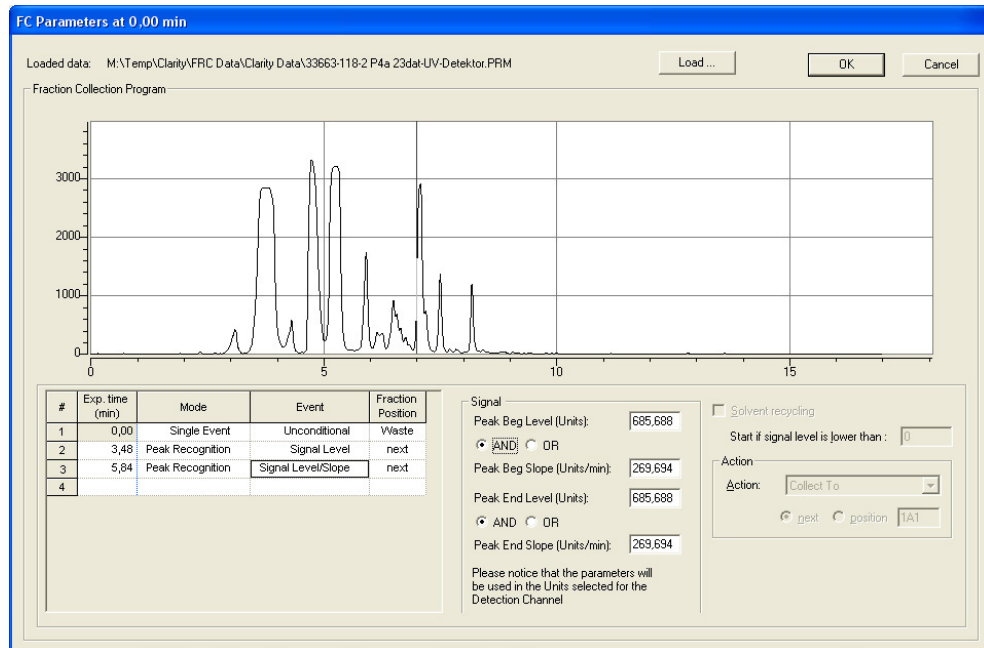 FC Parameters at 0,00 min
Loaded data: M:\Temp\Clarity\FRC Data\Clarity Data\33663-118-2 P4a 23dat-UV-Detektor.PRM
Load ...
OK
Cancel
Fraction Collection Program
3000
2000
1000
0
0 5 10 15
# Exp. time (min) Mode Event Fraction Position
1 0,00 Single Event Unconditional Waste
2 3,48 Peak Recognition Signal Level next
3 5,84 Peak Recognition Signal Level/Slope next
4
Signal
Peak Beg Level (Units): 685,688
AND OR
Peak Beg Slope (Units/min): 269,694
Peak End Level (Units): 685,688
AND OR
Peak End Slope (Units/min): 269,694
Please notice that the parameters will
be used in the Units selected for the
Detection Channel
Solvent recycling
Start if signal level is lower than : 0
Action
Action: Collect To
next position 1A1